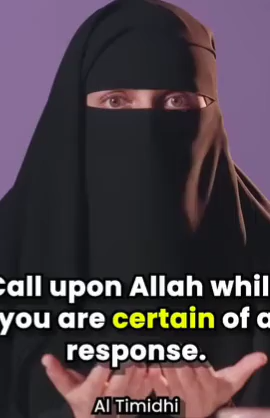 Call upon Allah whil
you are certain of a
response.
Al Timidhi